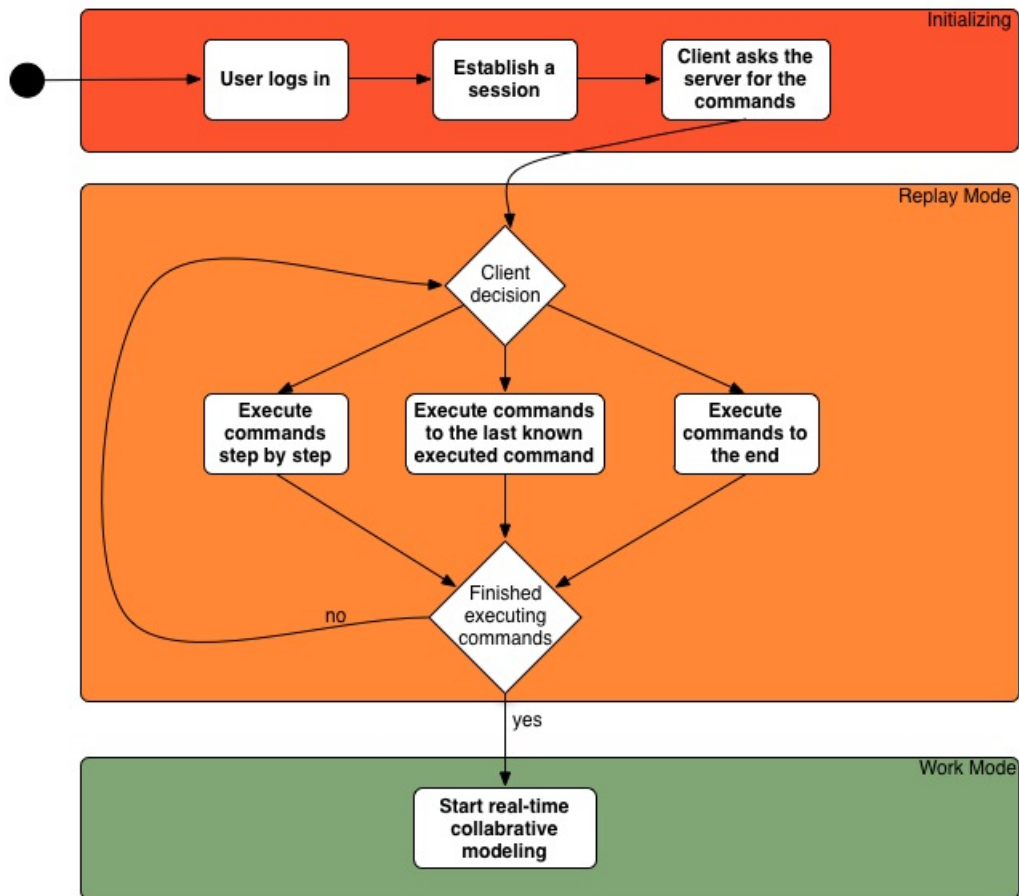 Initializing
User logs in
Establish a
session
Client asks the
server for the
commands
Replay Mode
Client
decision
Execute
commands
step by step
Execute commands
to the last known
executed command
Execute
commands to
the end
Finished
executing
commands
no
yes
Work Mode
Start real-time
collabrative
modeling